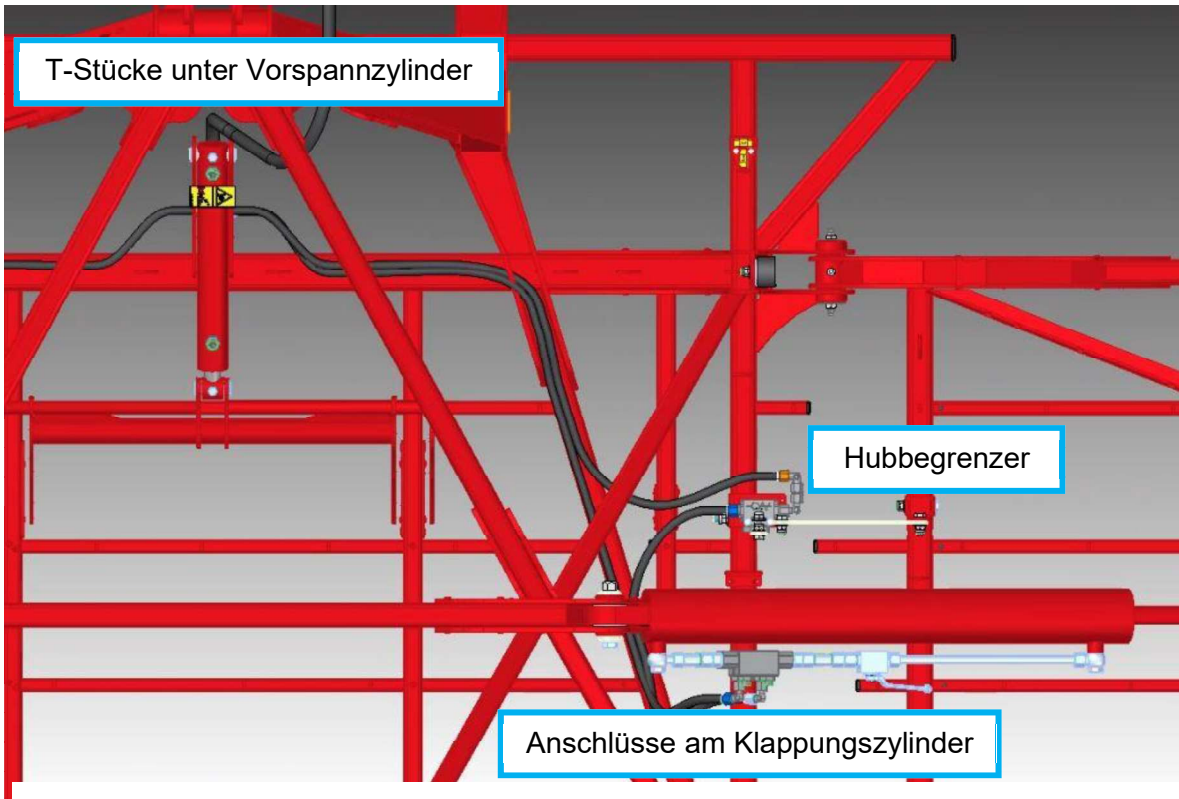 T-Stücke unter Vorspannzylinder
Hubbegrenzer
Anschlüsse am Klappungszylinder